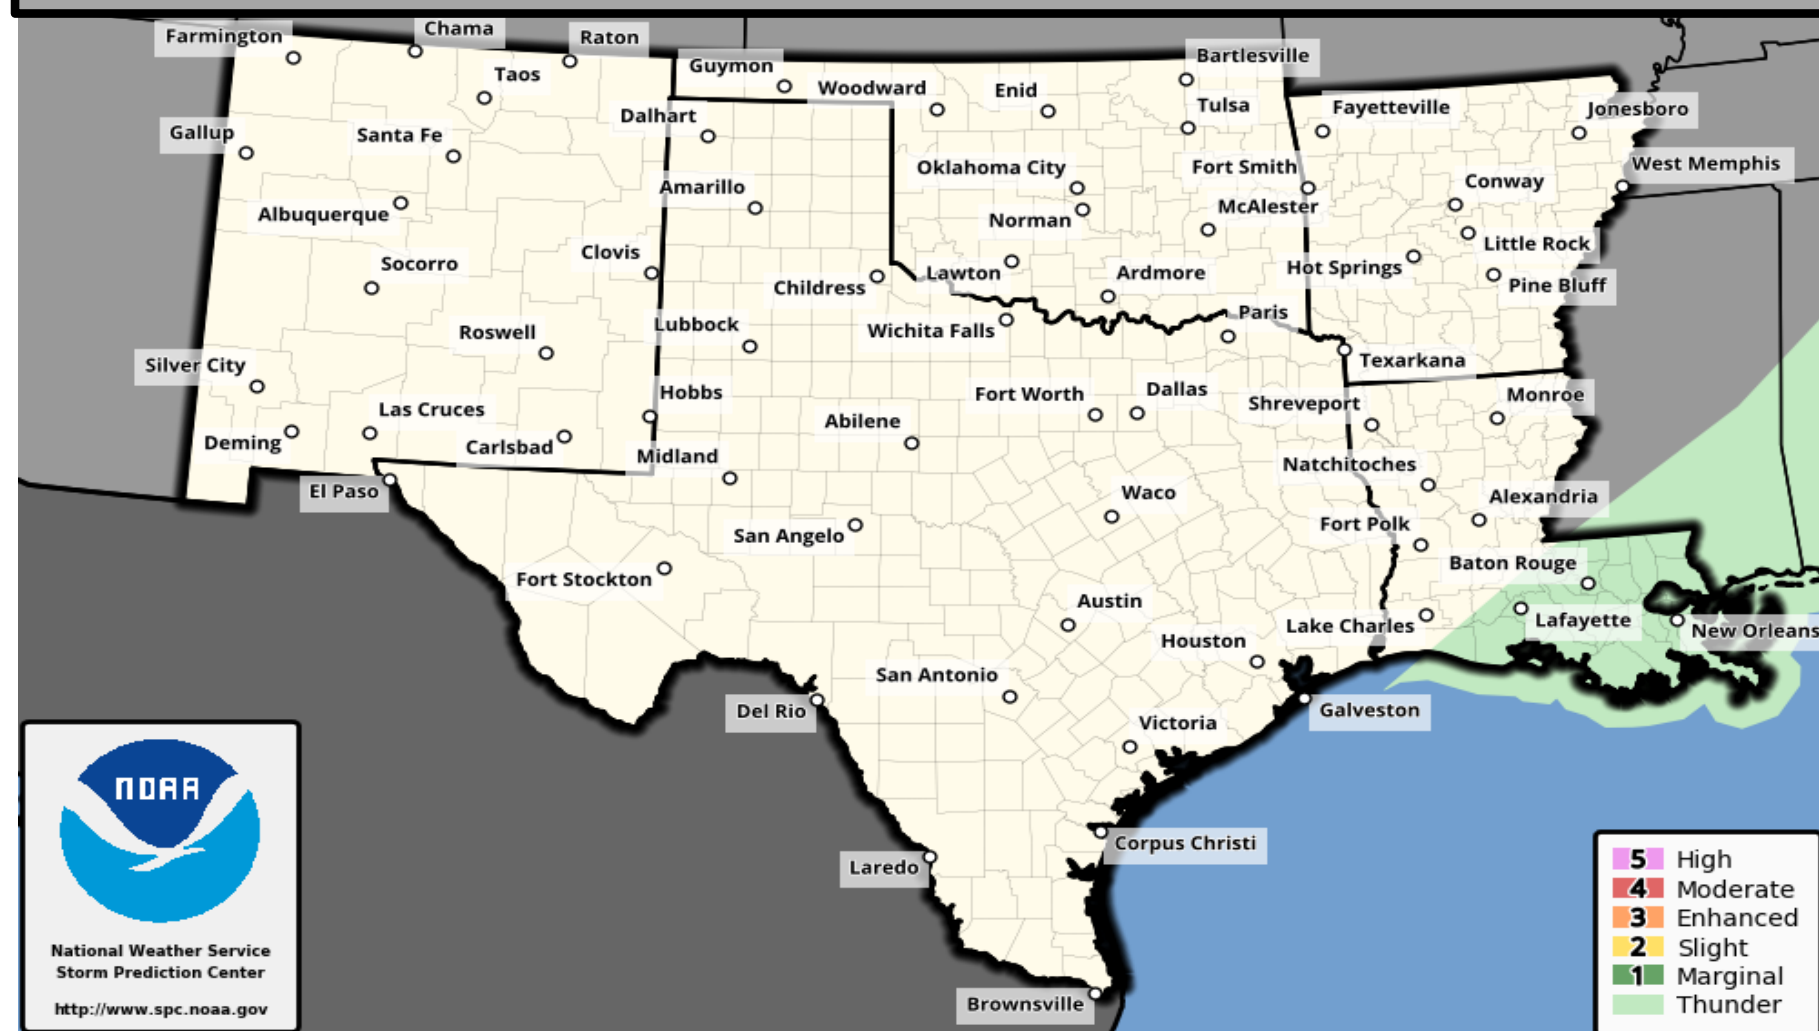 Farmington
Chama
Raton
Taos
Guymon
Woodward
Enid
Bartlesville
Tulsa
Fayetteville
Jonesboro
Dalhart
Gallup
Santa Fe
Oklahoma City
Fort Smith
West Memphis
Conway
Amarillo
Albuquerque
Norman
McAlester
Little Rock
Socorro
Clovis
Childress
Lawton
Ardmore
Hot Springs
Pine Bluff
Roswell
Lubbock
Wichita Falls
Paris
Texarkana
Silver City
Las Cruces
Hobbs
Fort Worth
Dallas
Shreveport
Monroe
Deming
Carlsbad
Midland
Abilene
Natchitoches
El Paso
San Angelo
Waco
Alexandria
Fort Polk
Fort Stockton
Baton Rouge
Austin
Houston
Lake Charles
Lafayette
New Orleans
San Antonio
Del Rio
Victoria
Galveston
Corpus Christi
Laredo
Brownsville
NOAA
National Weather Service
Storm Prediction Center
http://www.spc.noaa.gov
5 High
4 Moderate
3 Enhanced
2 Slight
1 Marginal
Thunder